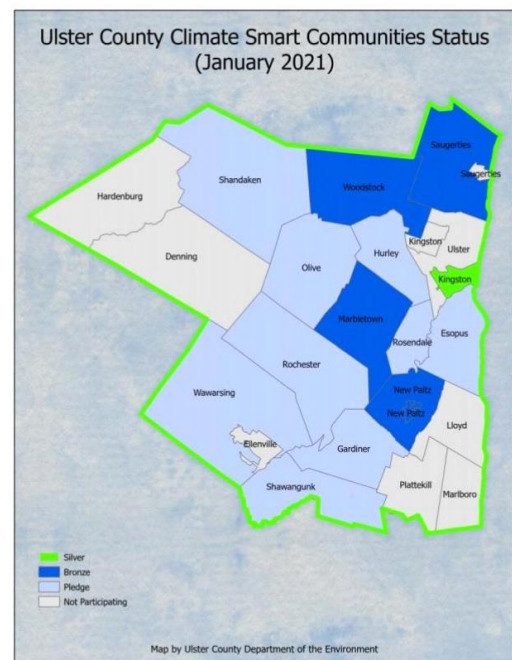 Ulster County Climate Smart Communities Status
(January 2021)
Saugerties
Saugerties
Shandaken
Woodstock
Hardenburg
Kingston
Ulster
Hurley
Denning
Olive
Kingston
Marbletown
Esopus
Rosendale
Rochester
New Paltz
Wawarsing
New Paltz
Lloyd
Ellenville
Gardiner
Plattekill
Shawangunk
Marlboro
Silver
Bronze
Pledge
Not Participating
Map by Ulster County Department of the Environment